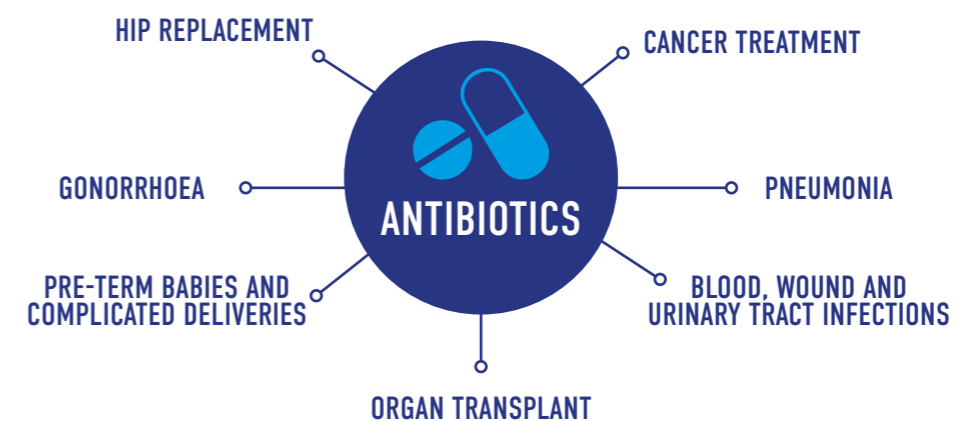 HIP REPLACEMENT
CANCER TREATMENT
GONORRHOEA
ANTIBIOTICS
PNEUMONIA
PRE-TERM BABIES AND
COMPLICATED DELIVERIES
BLOOD, WOUND AND
URINARY TRACT INFECTIONS
ORGAN TRANSPLANT